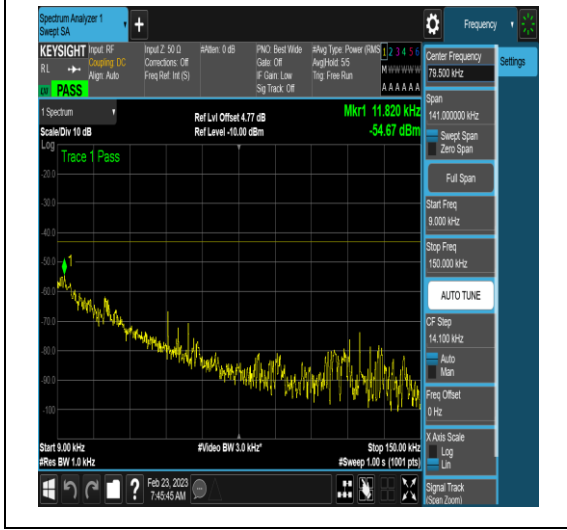 Spectrum Analyzer 1
Swept SA
+
Frequency
KEYSIGHT
RL
Input: RF
Coupling: DC
Align: Auto
Input Z: 50 Ω
Corrections: Off
Freq Ref: Int (S)
#Atten: 0 dB
PNO: Best Wide
Gate: Off
IF Gain: Low
Sig Track: Off
#Avg Type: Power (RMS
Avg|Hold: 5/5
Trig: Free Run
1 2 3 4 5 6
M W W W W W
A A A A A A
LXI PASS
1 Spectrum
Scale/Div 10 dB
Ref Lvl Offset 4.77 dB
Ref Level -10.00 dBm
Mkr1 11.820 kHz
-54.67 dBm
Log
Trace 1 Pass
1
-20.0
-30.0
-40.0
-50.0
-60.0
-70.0
-80.0
-90.0
-100
Start 9.00 kHz
#Res BW 1.0 kHz
#Video BW 3.0 kHz*
Stop 150.00 kHz
#Sweep 1.00 s (1001 pts)
?
Feb 23, 2023
7:45:45 AM
Center Frequency
79.500 kHz
Settings
Span
141.000000 kHz
Swept Span
Zero Span
Full Span
Start Freq
9.000 kHz
Stop Freq
150.000 kHz
AUTO TUNE
CF Step
14.100 kHz
Auto
Man
Freq Offset
0 Hz
X Axis Scale
Log
Lin
Signal Track
(Span Zoom)